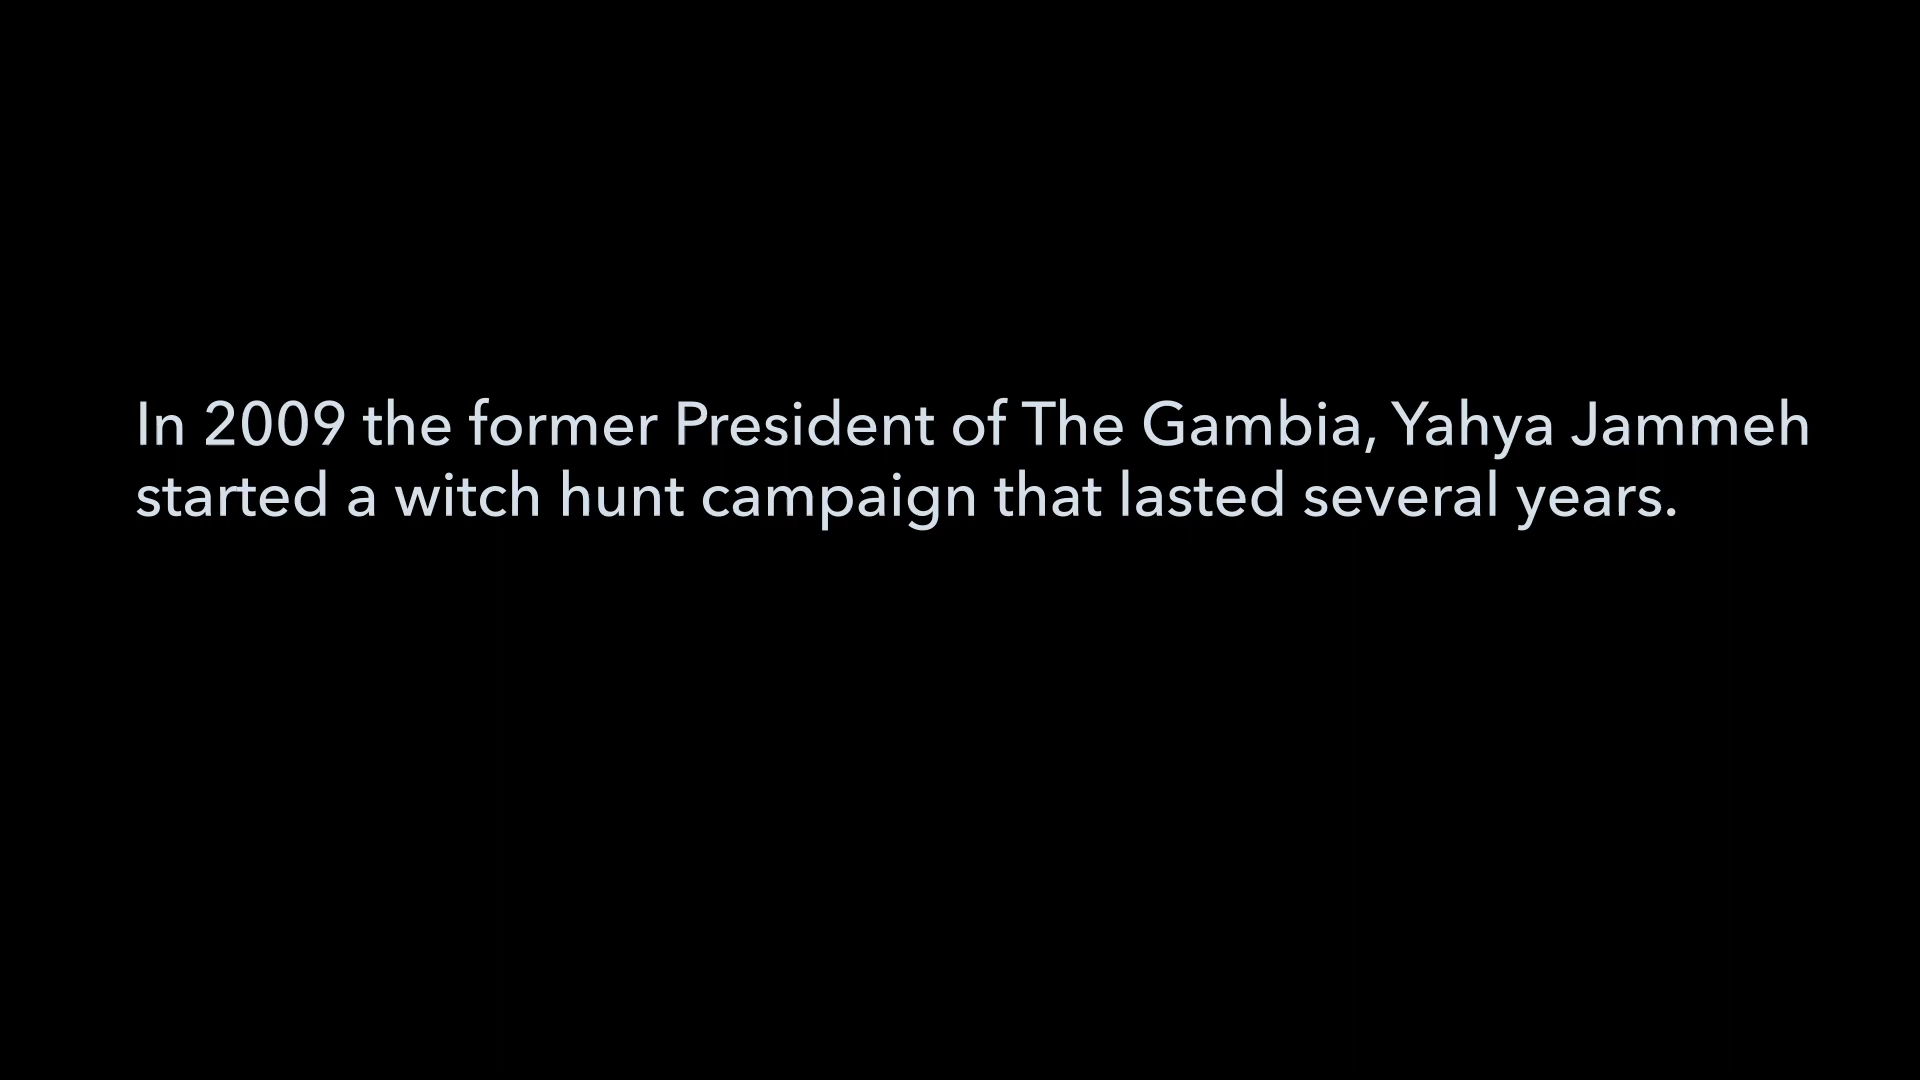 In 2009 the former President of The Gambia, Yahya Jammeh
started a witch hunt campaign that lasted several years.